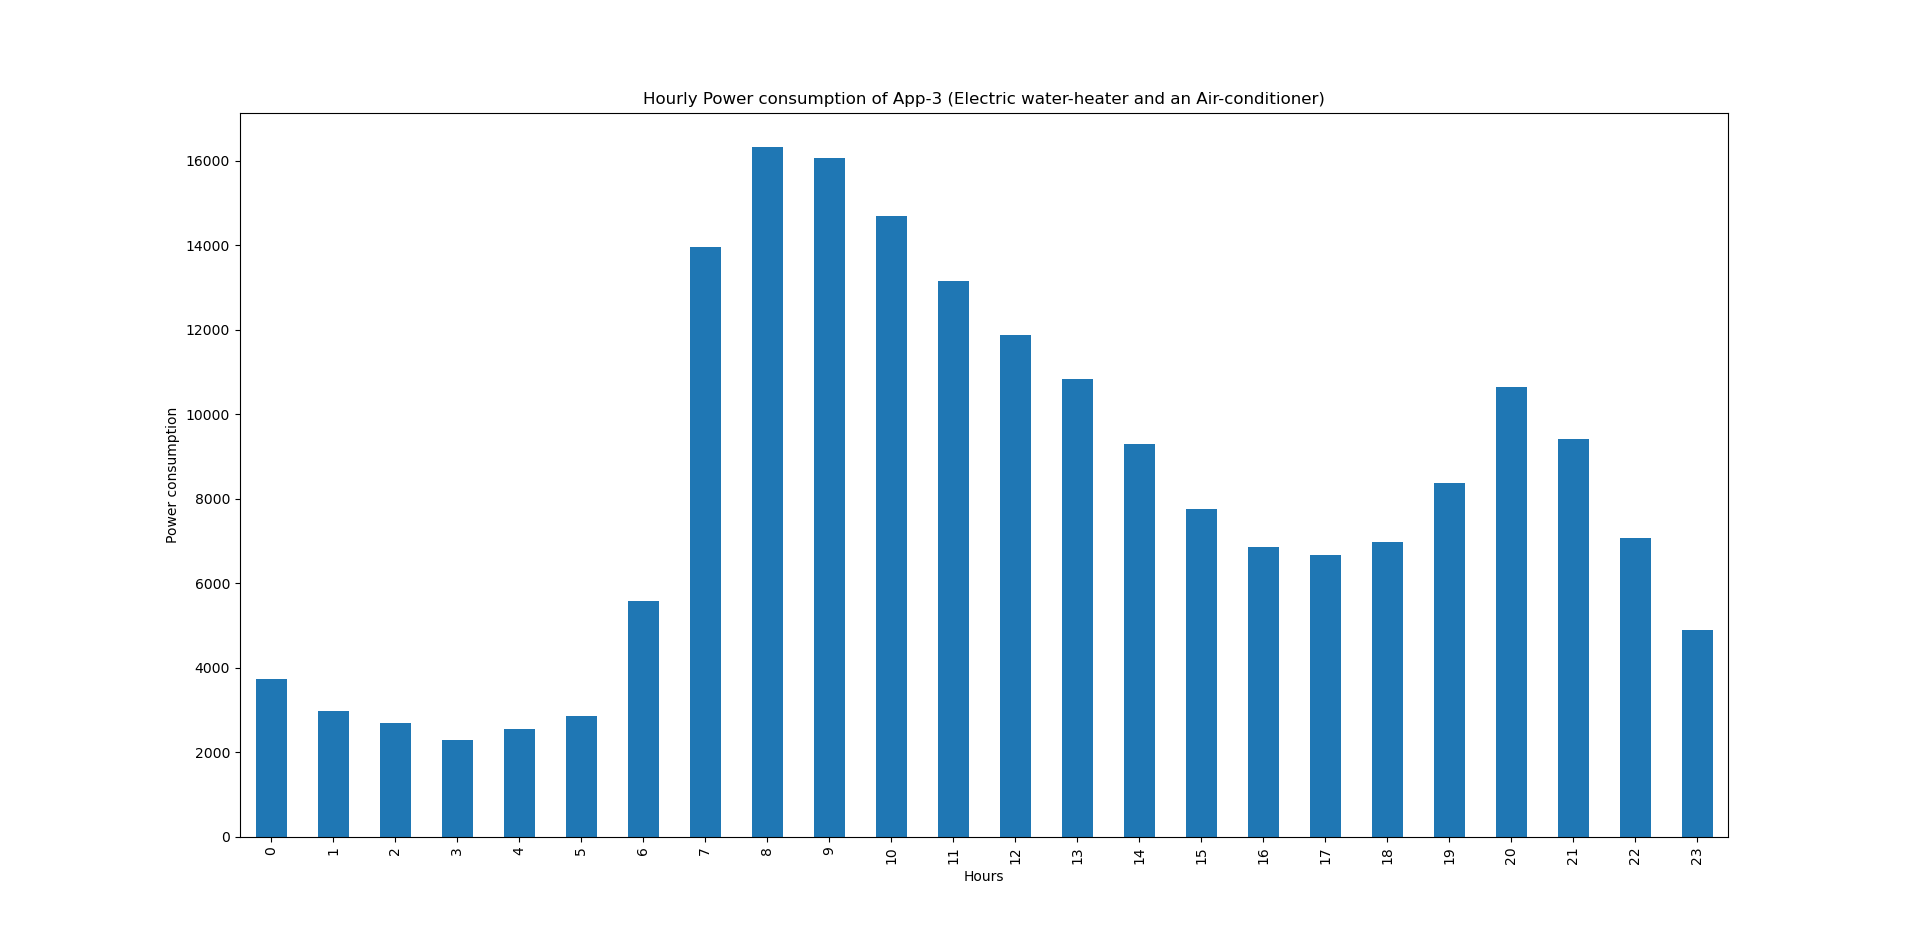 Hourly Power consumption of App-3 (Electric water-heater and an Air-conditioner)
Power consumption
16000
14000
12000
10000
8000
6000
4000
2000
0
0 1 2 3 4 5 6 7 8 9 10 11 12 13 14 15 16 17 18 19 20 21 22 23
Hours